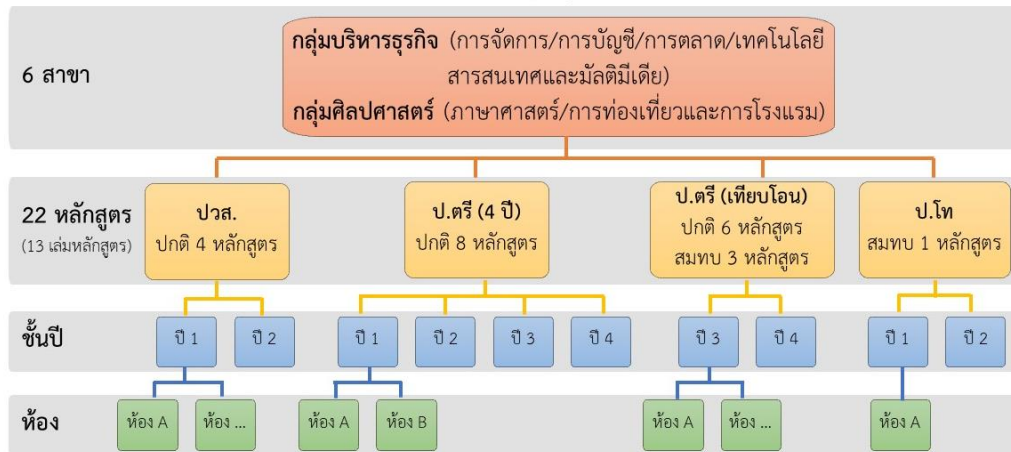 6 สาขา
กลุ่มบริหารธุรกิจ (การจัดการ/การบัญชี/การตลาด/เทคโนโลยี
สารสนเทศและมัลติมีเดีย)
กลุ่มศิลปศาสตร์ (ภาษาศาสตร์/การท่องเที่ยวและการโรงแรม)
22 หลักสูตร
(13 เล่มหลักสูตร)
ปวส.
ปกติ 4 หลักสูตร
ป.ตรี (4 ปี)
ปกติ 8 หลักสูตร
ป.ตรี (เทียบโอน)
ปกติ 6 หลักสูตร
สมทบ 3 หลักสูตร
ป.โท
สมทบ 1 หลักสูตร
ชั้นปี
ปี 1
ปี 2
ปี 1
ปี 2
ปี 3
ปี 4
ปี 3
ปี 4
ปี 1
ปี 2
ห้อง
ห้อง A
ห้อง ...
ห้อง A
ห้อง B
ห้อง A
ห้อง ...
ห้อง A